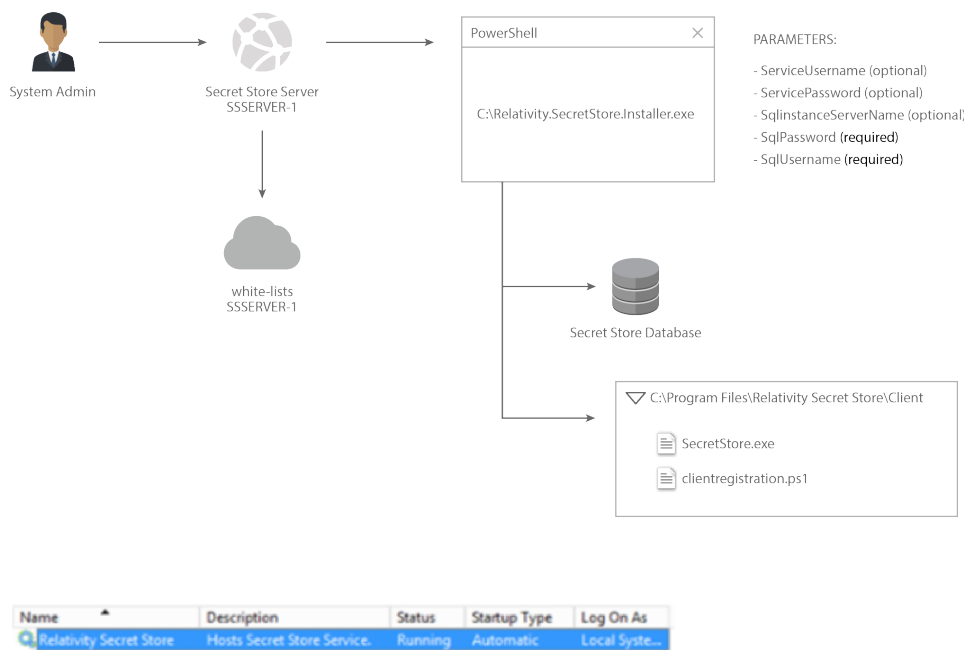 System Admin
Secret Store Server
SSSERVER-1
white-lists
SSSERVER-1
PowerShell
C:\Relativity.SecretStore.Installer.exe
PARAMETERS:
- ServiceUsername (optional)
- ServicePassword (optional)
- SqlinstanceServerName (optional)
- SqlPassword (required)
- SqlUsername (required)
Secret Store Database
C:\Program Files\Relativity Secret Store\Client
SecretStore.exe
clientregistration.ps1
Name Description Status Startup Type Log On As
Relativity Secret Store Hosts Secret Store Service. Running Automatic Local Syste...